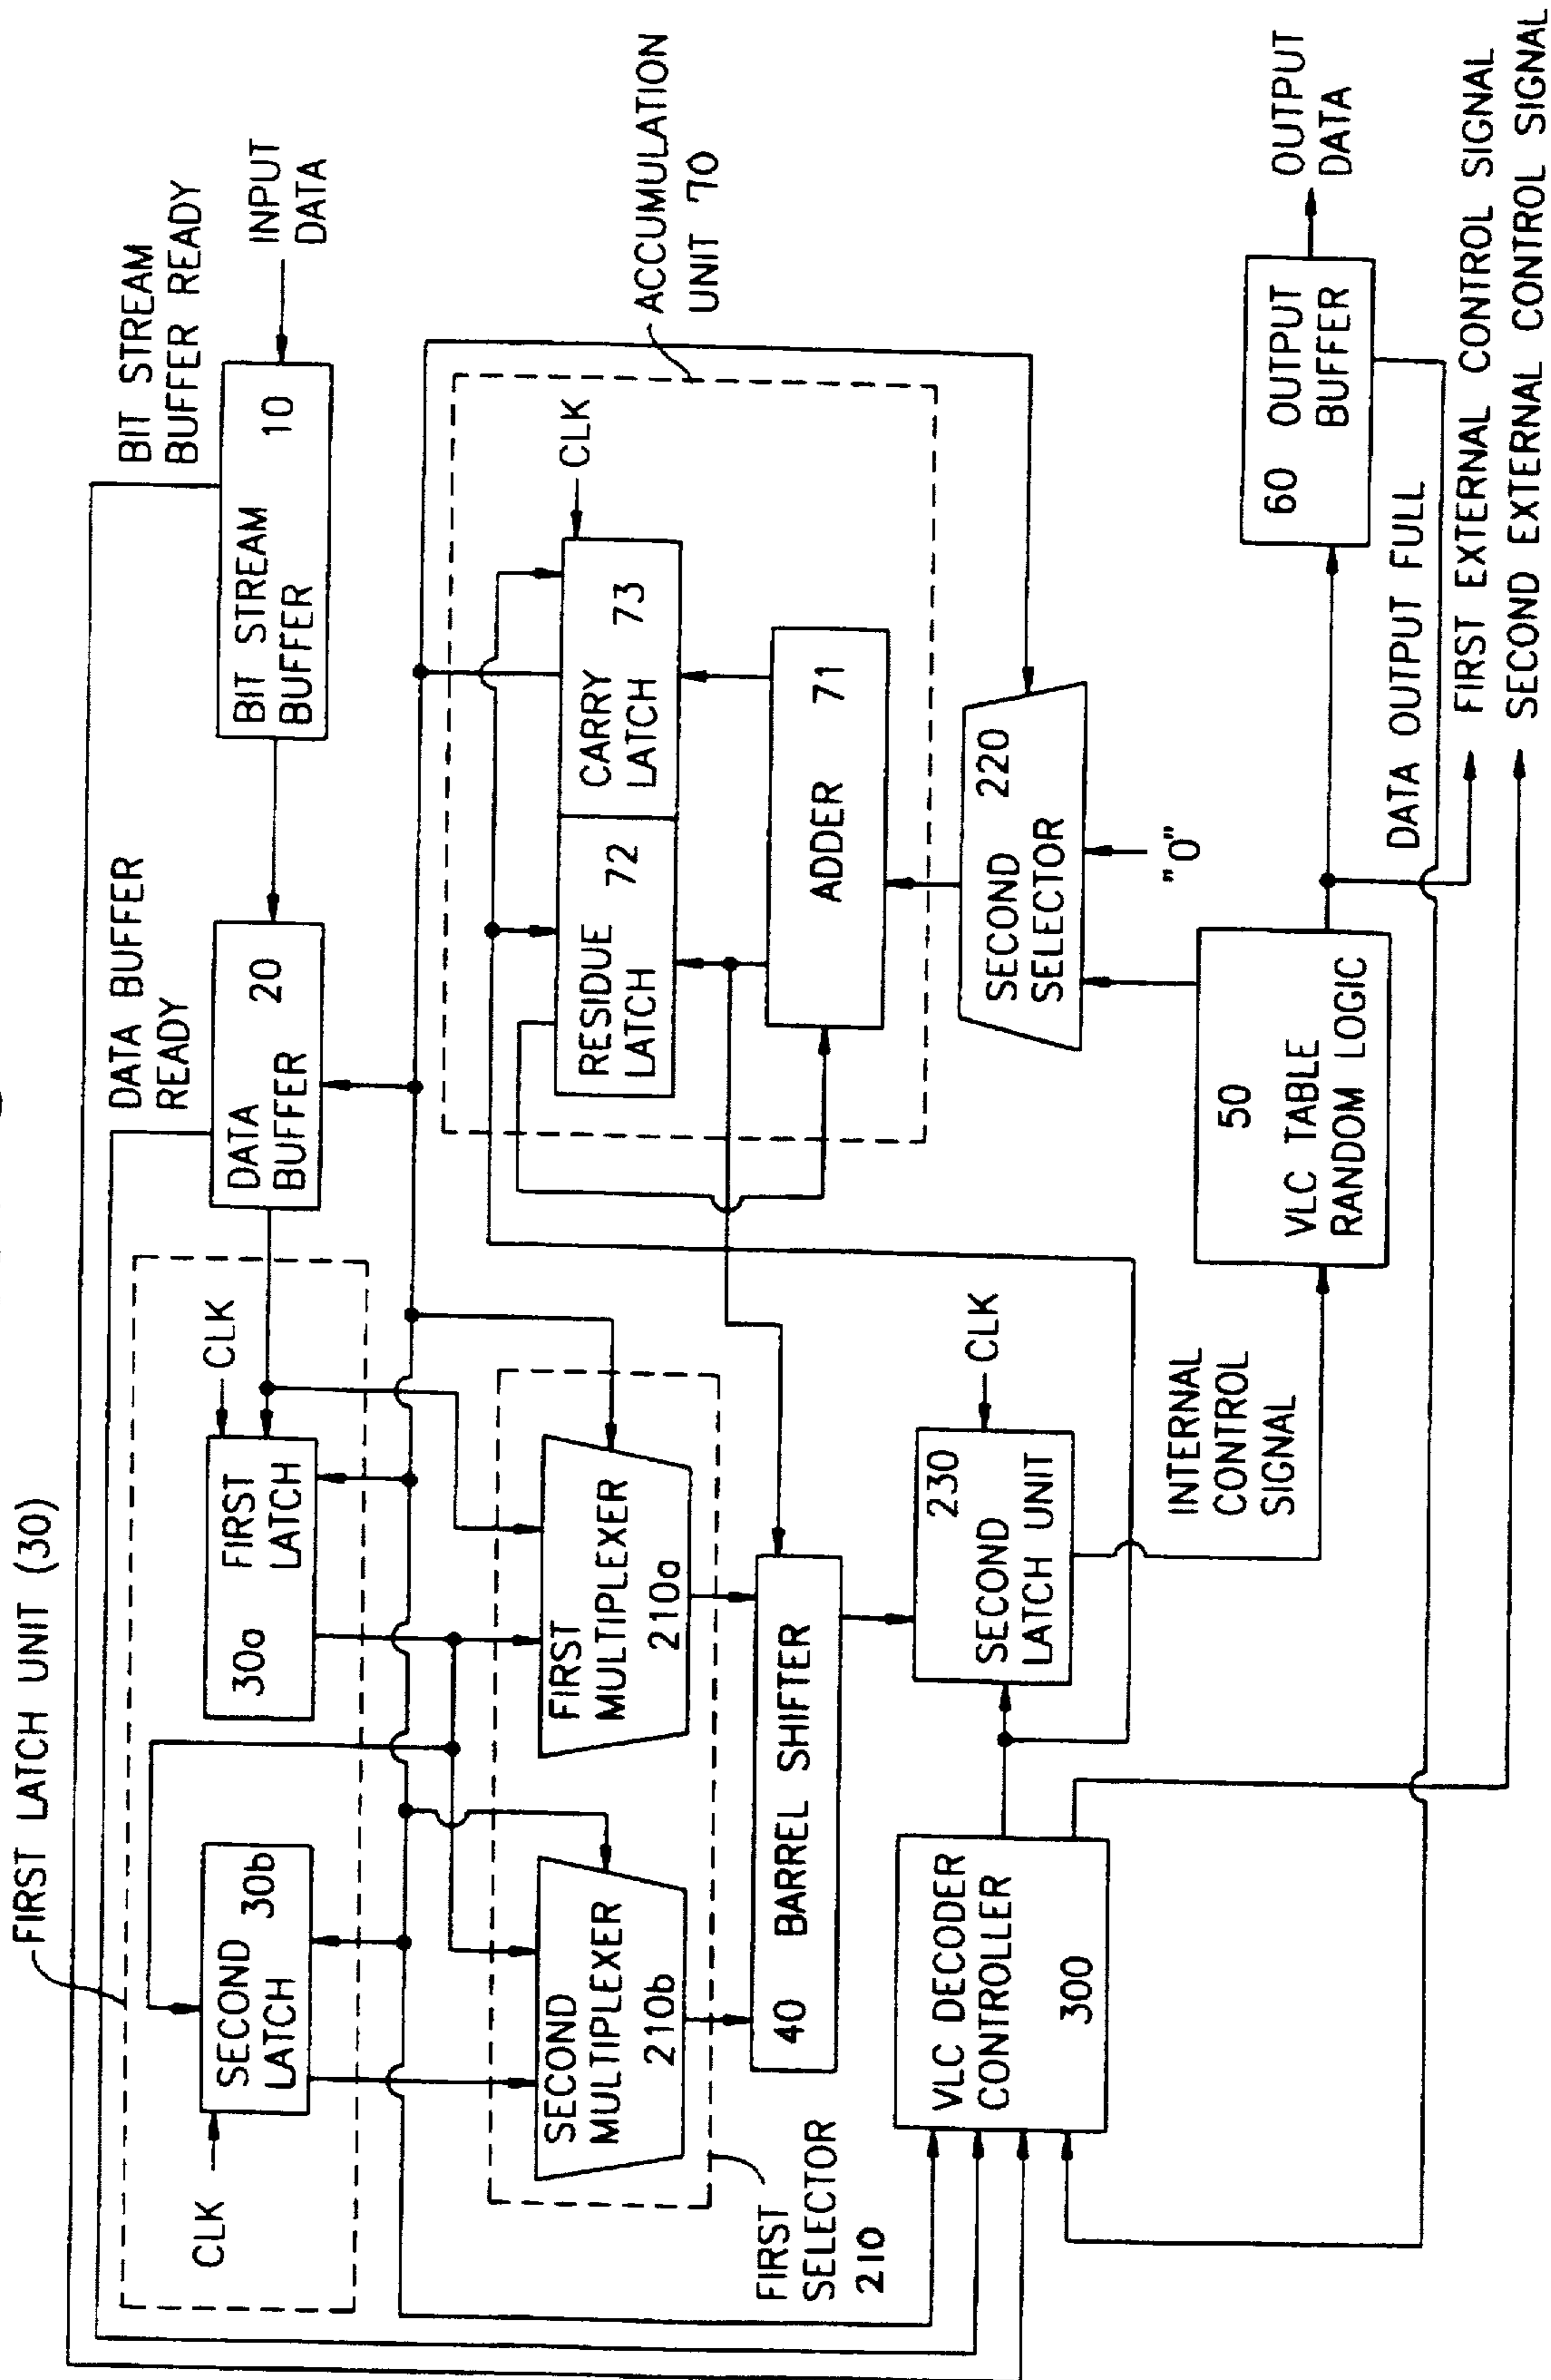 FIRST LATCH UNIT (30)
DATA BUFFER
READY
BIT STREAM
BUFFER READY
CLK
SECOND
LATCH
30b
30a
FIRST
LATCH
CLK
DATA
BUFFER
20
BIT STREAM
BUFFER
10
INPUT
DATA
SECOND
MULTIPLEXER
210b
FIRST
MULTIPLEXER
210a
FIRST
SELECTOR
210
RESIDUE
LATCH
72
CARRY
LATCH
73
CLK
ACCUMULATION
UNIT 70
40 BARREL SHIFTER
ADDER 71
VLC DECODER
CONTROLLER
300
SECOND
LATCH UNIT
230
CLK
SECOND
SELECTOR
220
"0"
INTERNAL
CONTROL
SIGNAL
50
VLC TABLE
RANDOM LOGIC
60 OUTPUT
BUFFER
OUTPUT
DATA
DATA OUTPUT FULL
FIRST EXTERNAL CONTROL SIGNAL
SECOND EXTERNAL CONTROL SIGNAL